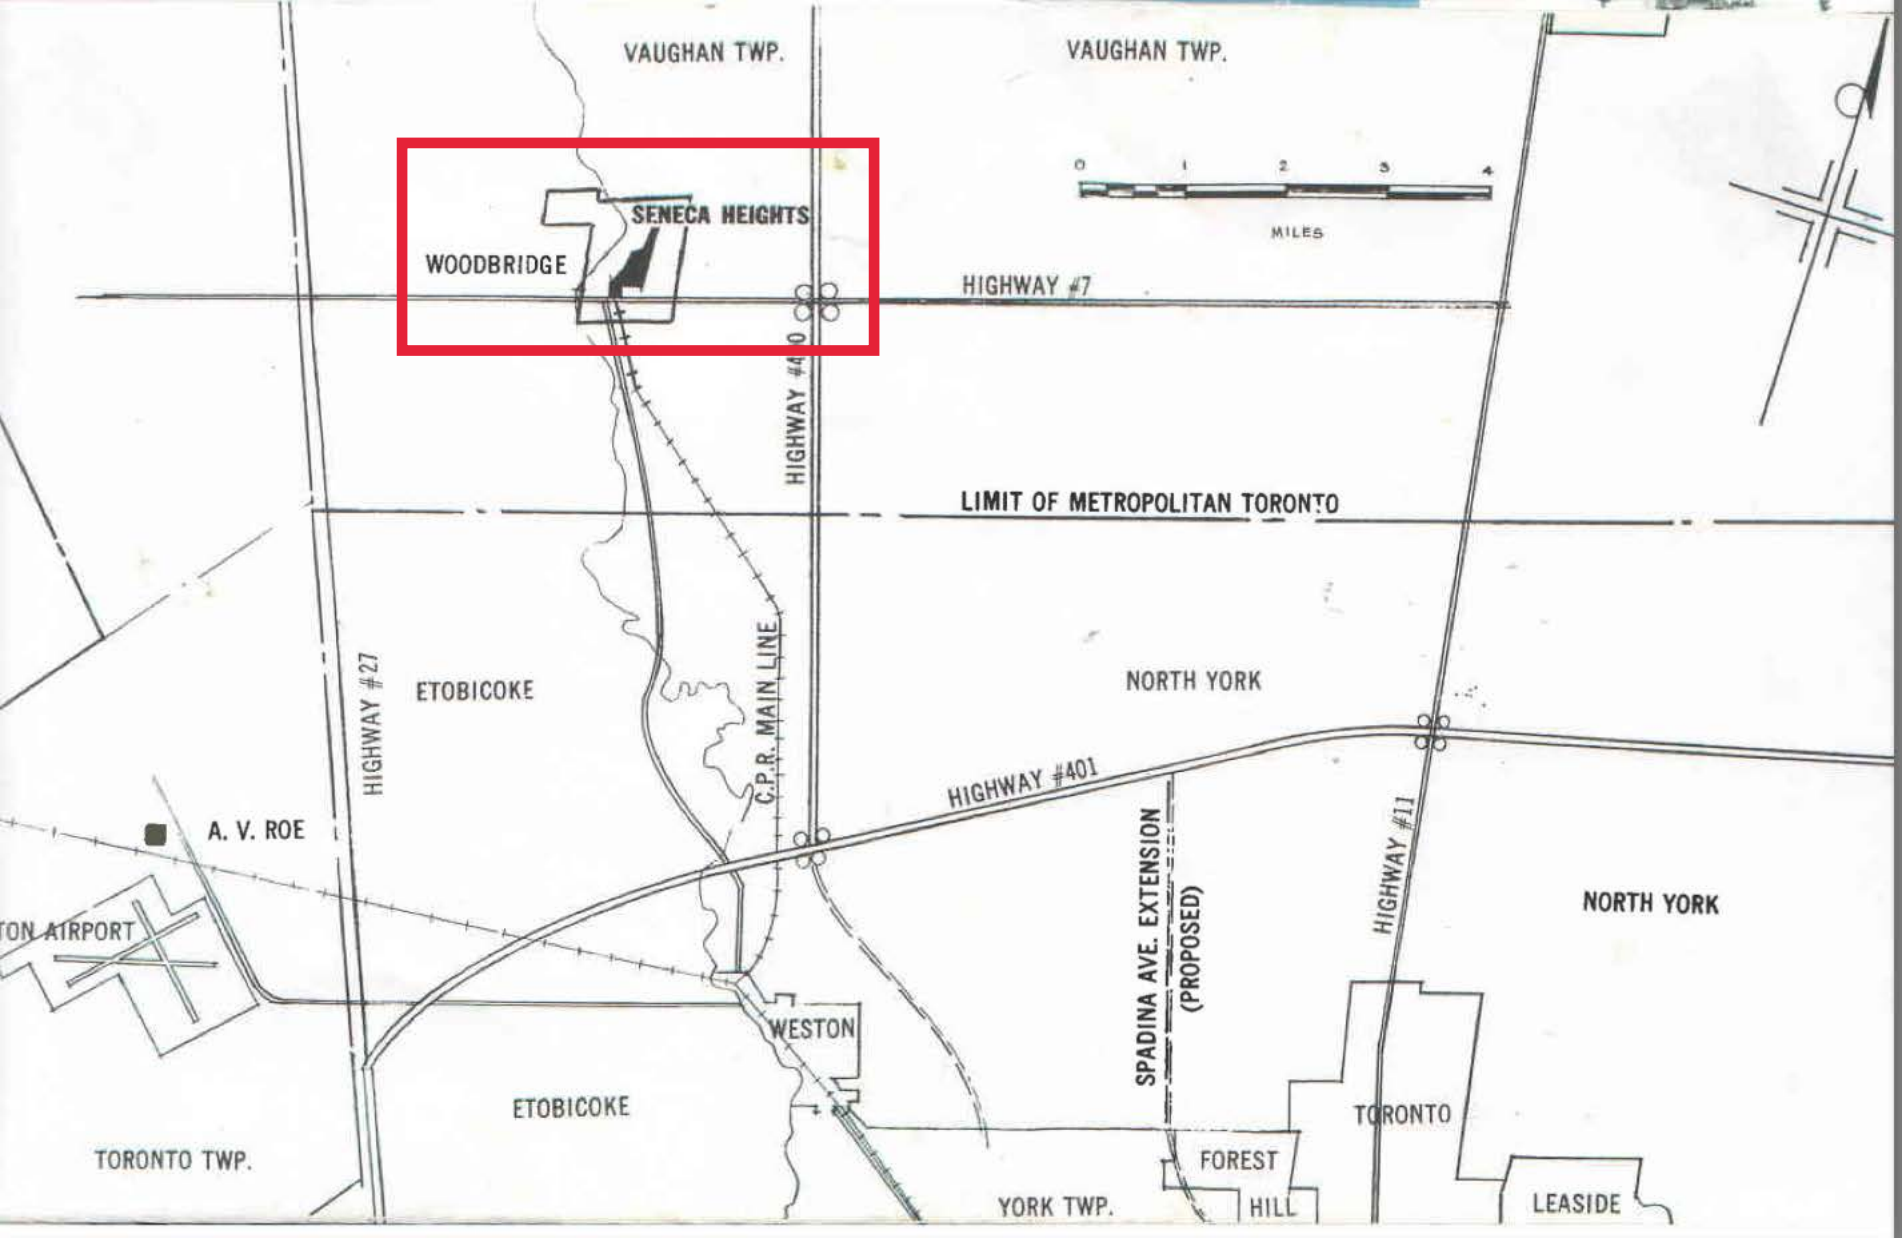 VAUGHAN TWP.
VAUGHAN TWP.
0 1 2 3 4
MILES
SENECA HEIGHTS
WOODBRIDGE
HIGHWAY #7
HIGHWAY #400
LIMIT OF METROPOLITAN TORONTO
HIGHWAY #27
ETOBICOKE
C.P.R. MAIN LINE
NORTH YORK
HIGHWAY #401
A. V. ROE
SPADINA AVE. EXTENSION
(PROPOSED)
HIGHWAY #11
NORTH YORK
TON AIRPORT
WESTON
ETOBICOKE
TORONTO
TORONTO TWP.
FOREST
HILL
YORK TWP.
LEASIDE